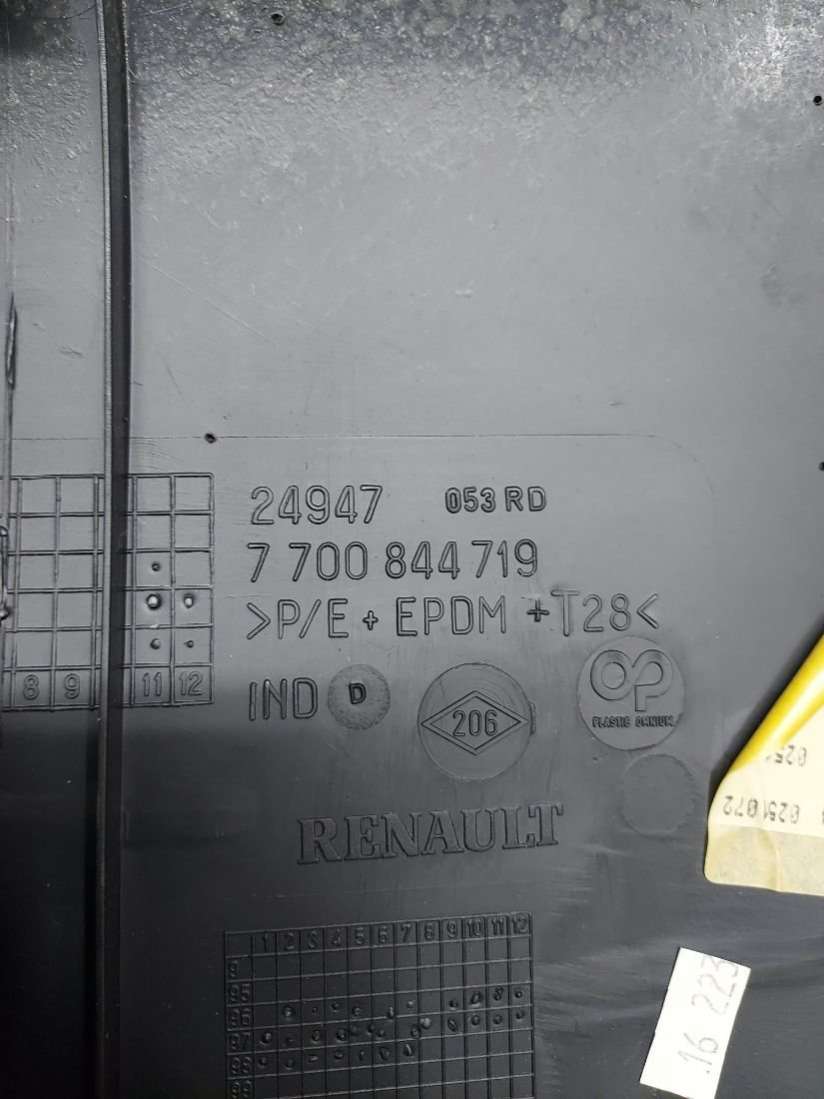 24947 053 RD
7 700 844 719
>P/E + EPDM + T28<
IND D
206
OP
PLASTIC OMNIUM
8 9 11 12
RENAULT
0251072
1 2 3 4 5 6 7 8 9 10 11 12
9
95
96
97
98
99
16 223